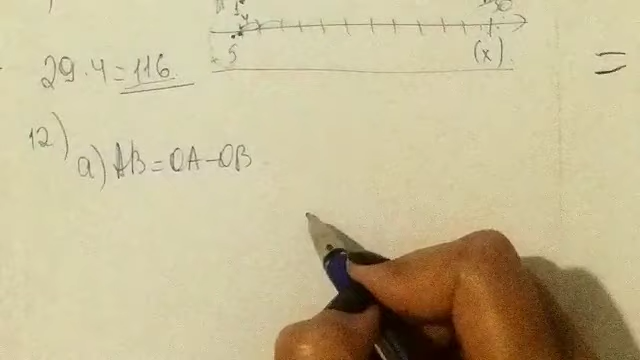 5
(x)
29.4=116
=
12)
a) AB=OA-OB